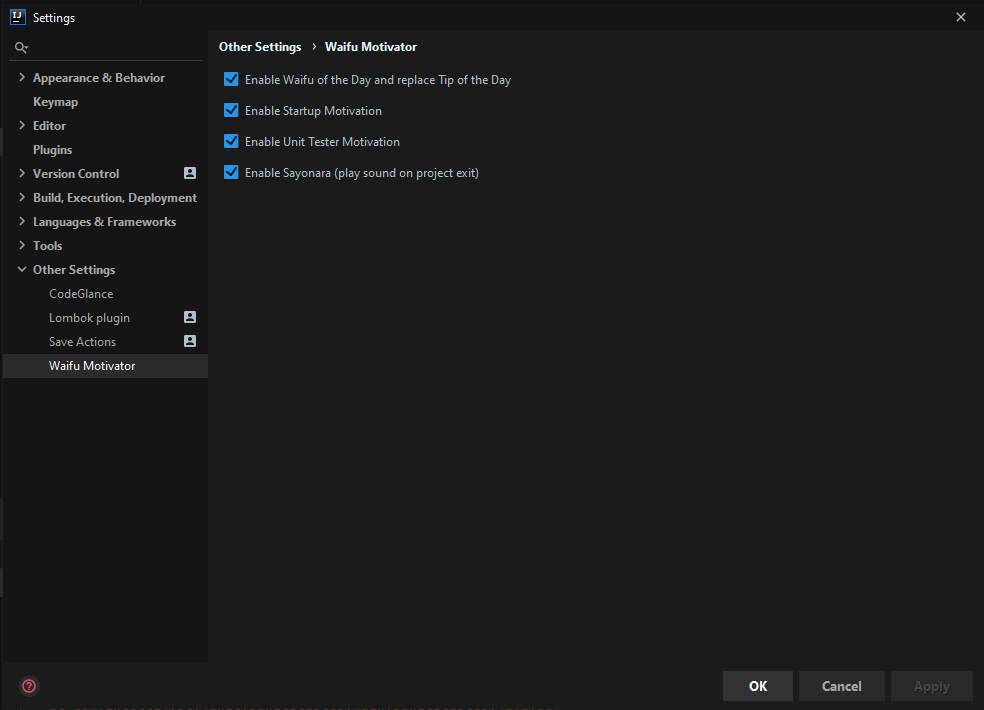 IJ Settings
Other Settings › Waifu Motivator
Appearance & Behavior
Keymap
Editor
Plugins
Version Control
Build, Execution, Deployment
Languages & Frameworks
Tools
Other Settings
CodeGlance
Lombok plugin
Save Actions
Waifu Motivator
Enable Waifu of the Day and replace Tip of the Day
Enable Startup Motivation
Enable Unit Tester Motivation
Enable Sayonara (play sound on project exit)
?
OK Cancel Apply